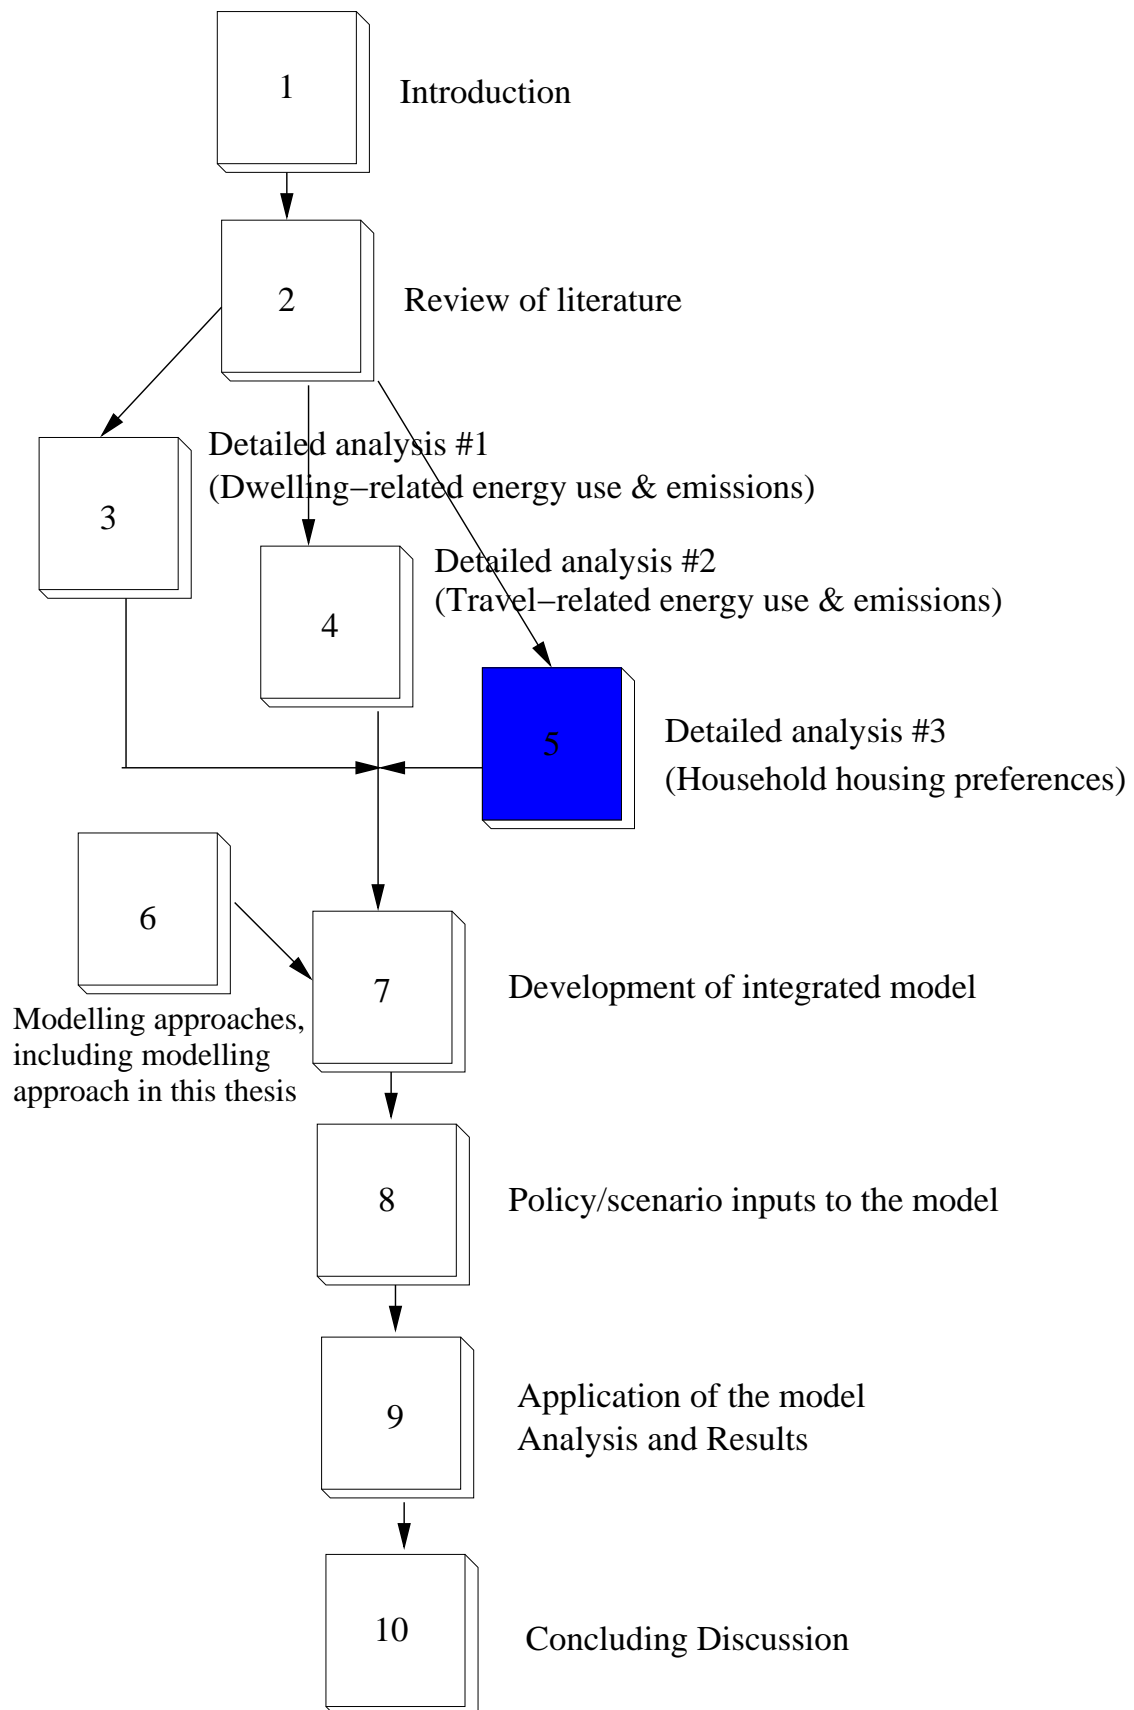 1
Introduction
2
Review of literature
3
Detailed analysis #1
(Dwelling−related energy use & emissions)
4
Detailed analysis #2
(Travel−related energy use & emissions)
5
Detailed analysis #3
(Household housing preferences)
6
Modelling approaches,
including modelling
approach in this thesis
7
Development of integrated model
8
Policy/scenario inputs to the model
9
Application of the model
Analysis and Results
10
Concluding Discussion